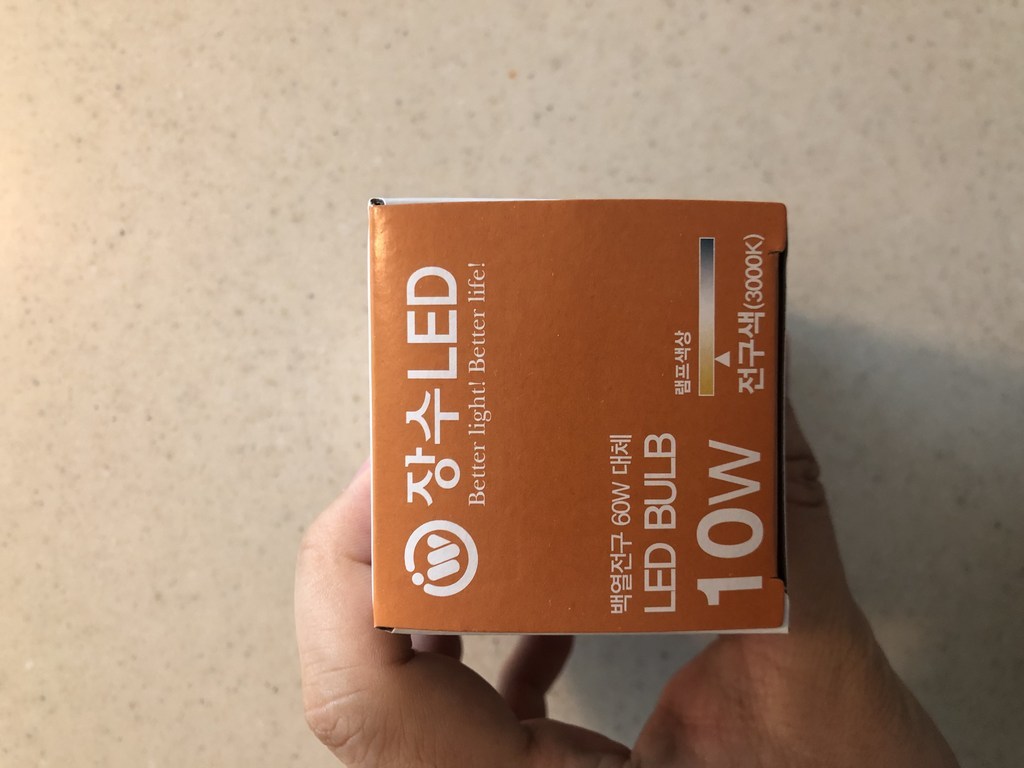 장수LED
Better light! Better life!
백열전구 60W 대체
LED BULB
10W
램프색상
전구색(3000K)